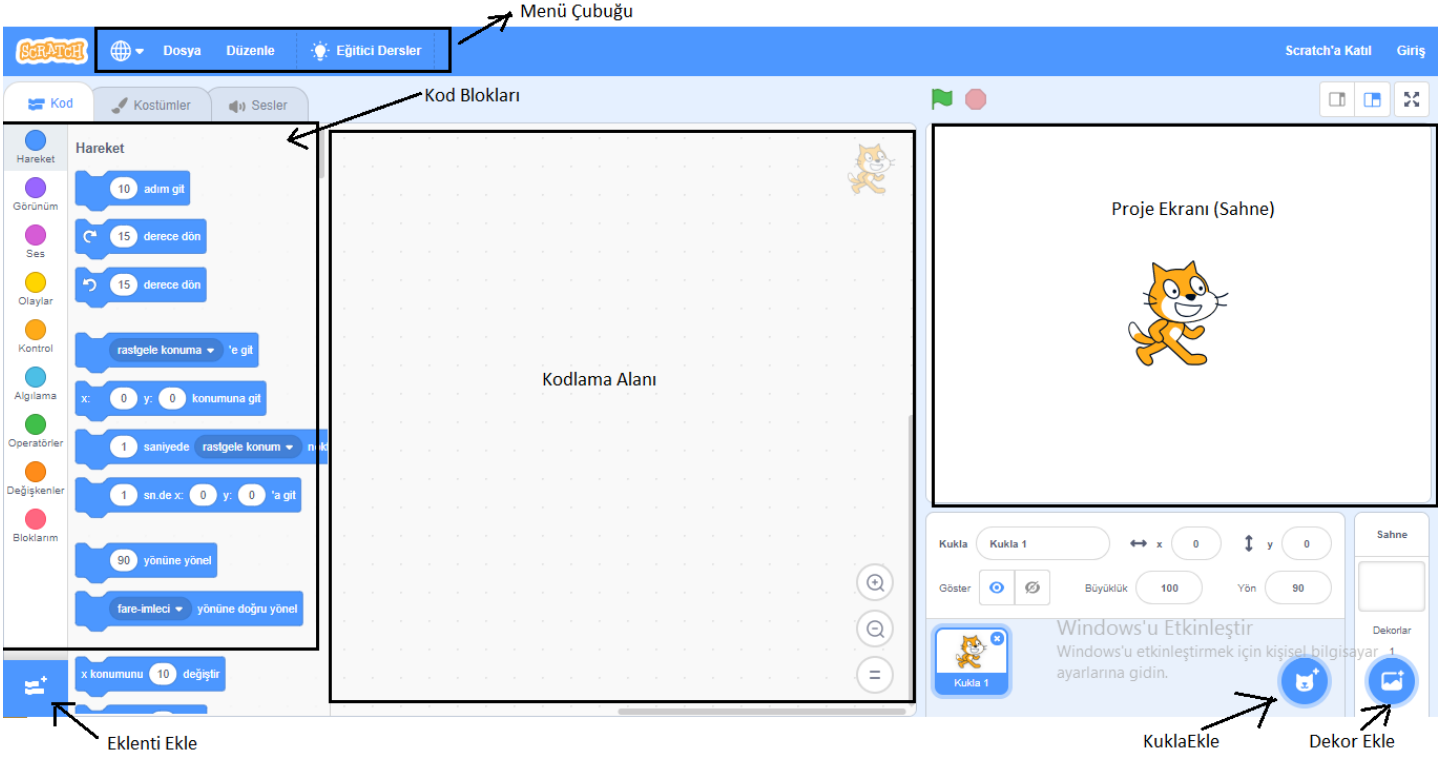 Menü Çubuğu
SCRATCH Dosya Düzenle Eğitici Dersler Scratch'a Katıl Giriş
Kod Kostümler Sesler
Kod Blokları
Hareket
Görünüm
Ses
Olaylar
Kontrol
Algılama
Operatörler
Değişkenler
Bloklarım
Hareket
10 adım git
15 derece dön
15 derece dön
rastgele konuma 'e git
x: 0 y: 0 konumuna git
1 saniyede rastgele konum
1 sn.de x: 0 y: 0 'a git
90 yönüne yönel
fare-imleci yönüne doğru yönel
x konumunu 10 değiştir
Kodlama Alanı
Proje Ekranı (Sahne)
Kukla Kukla 1 x 0 y 0
Göster Büyüklük 100 Yön 90
Kukla 1
Sahne
Dekorlar
1
Windows'u Etkinleştir
Windows'u etkinleştirmek için kişisel bilgisayar
ayarlarına gidin.
Eklenti Ekle
KuklaEkle
Dekor Ekle